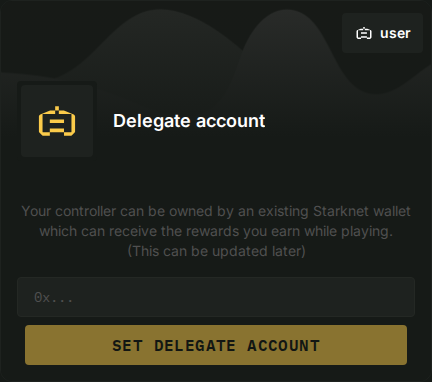 user
Delegate account
Your controller can be owned by an existing Starknet wallet
which can receive the rewards you earn while playing.
(This can be updated later)
0x...
SET DELEGATE ACCOUNT